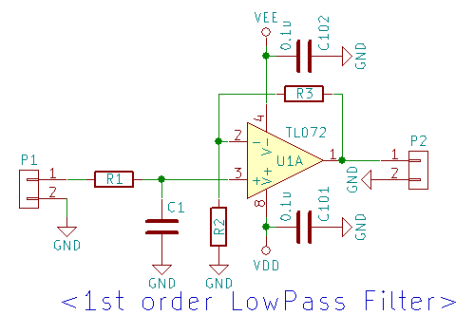 VEE
0.1u
C102
GND
R3
4
TL072
2
V-
U1A
1
P2
1
2
GND
P1
1
2
R1
3
V+
8
C1
R2
0.1u
C101
GND
GND
GND
GND
VDD
<1st order LowPass Filter>